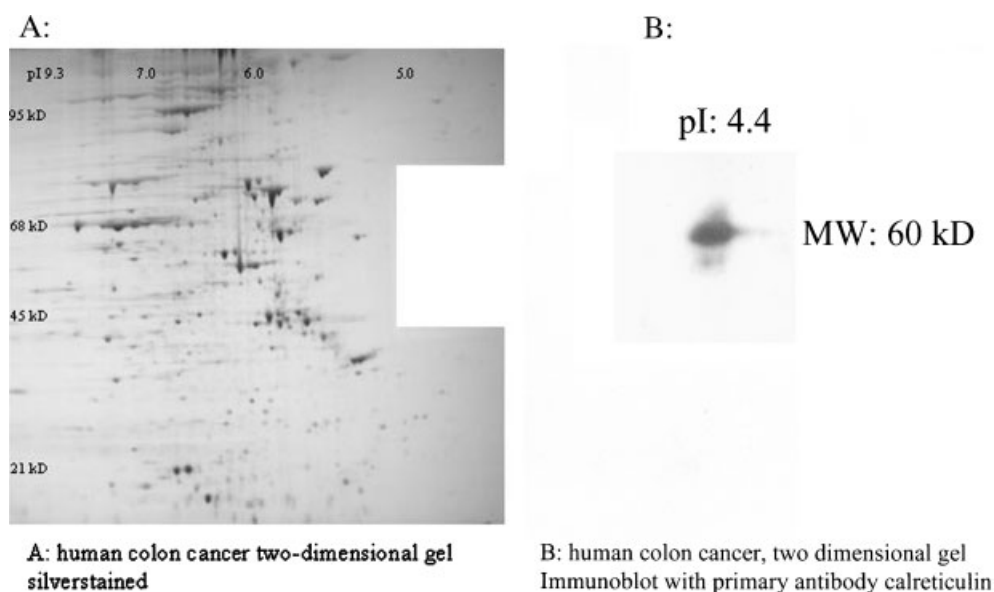 A:
B:
pI 9.3 7.0 6.0 5.0
95 kD
68 kD
45 kD
21 kD
pI: 4.4
MW: 60 kD
A: human colon cancer two-dimensional gel
silverstained
B: human colon cancer, two dimensional gel
Immunoblot with primary antibody calreticulin